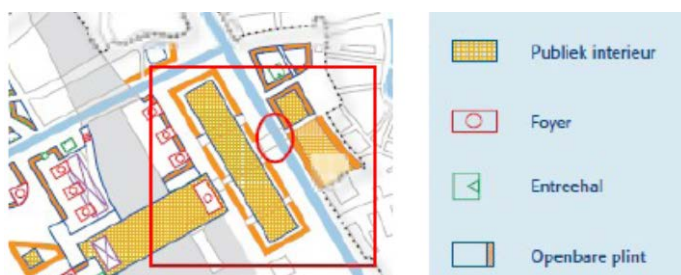 Publiek interieur
Foyer
Entreehal
Openbare plint